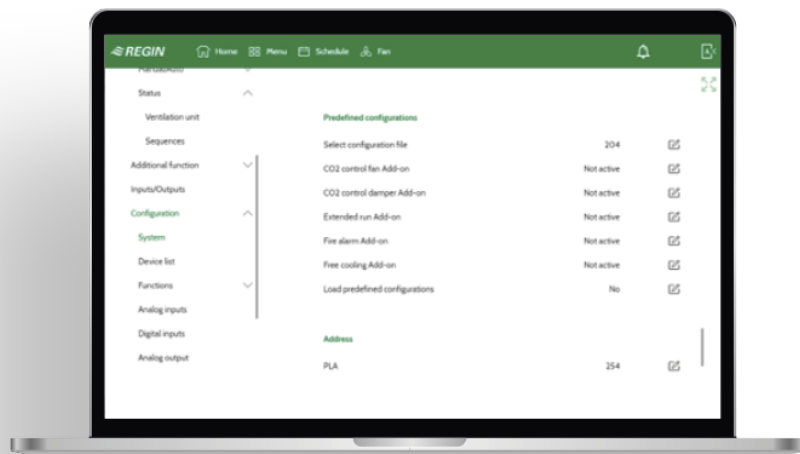 REGIN Home Menu Schedule Fan
Manual/Auto
Status
Ventilation unit
Predefined configurations
Sequences
Select configuration file 204
Additional function
CO2 control fan Add-on Not active
Inputs/Outputs
CO2 control damper Add-on Not active
Configuration
Extended run Add-on Not active
System
Fire alarm Add-on Not active
Device list
Free cooling Add-on Not active
Functions
Load predefined configurations No
Analog inputs
Digital inputs
Address
Analog output
PLA 254